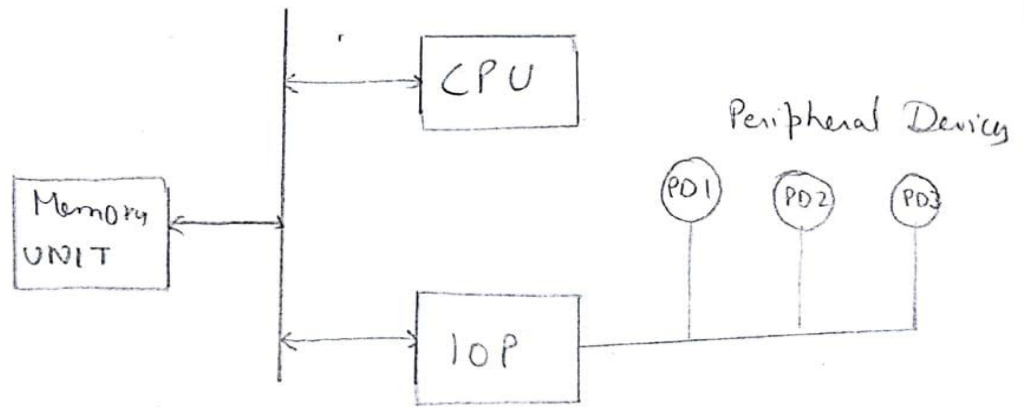 CPU
Peripheral Devices
PD1
PD2
PD3
Memory
UNIT
IOP